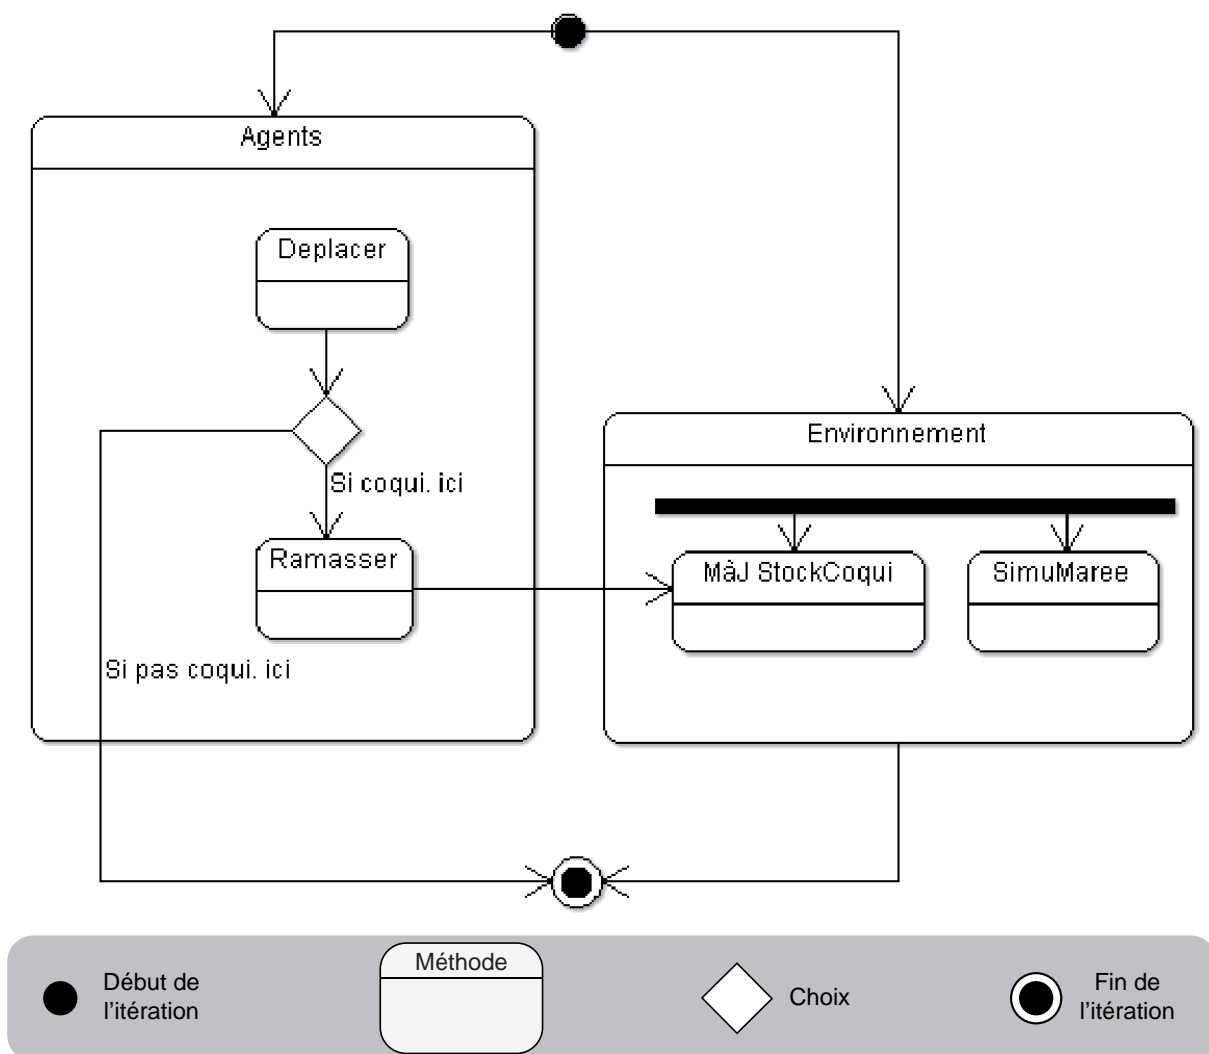 Agents
Deplacer
Si coqui. ici
Ramasser
Si pas coqui. ici
Environnement
MàJ StockCoqui
SimuMaree
Début de
l'itération
Méthode
Choix
Fin de
l'itération